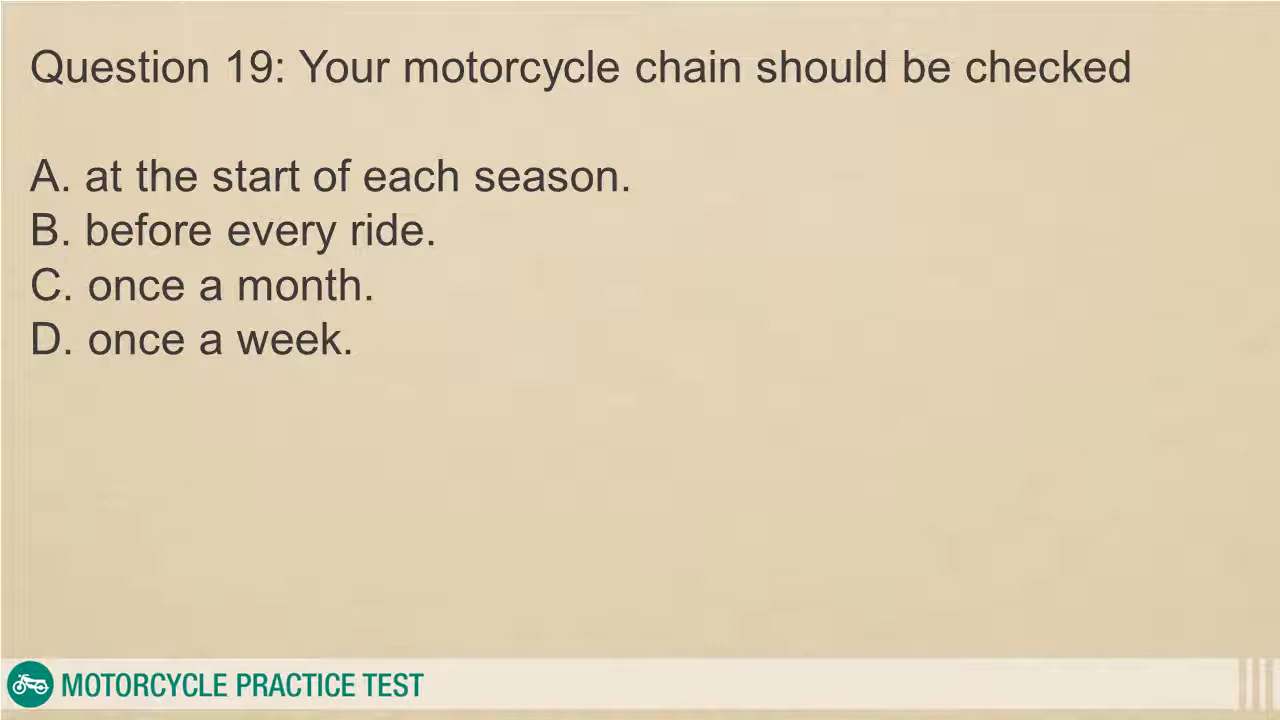 Question 19: Your motorcycle chain should be checked
A. at the start of each season.
B. before every ride.
C. once a month.
D. once a week.
MOTORCYCLE PRACTICE TEST